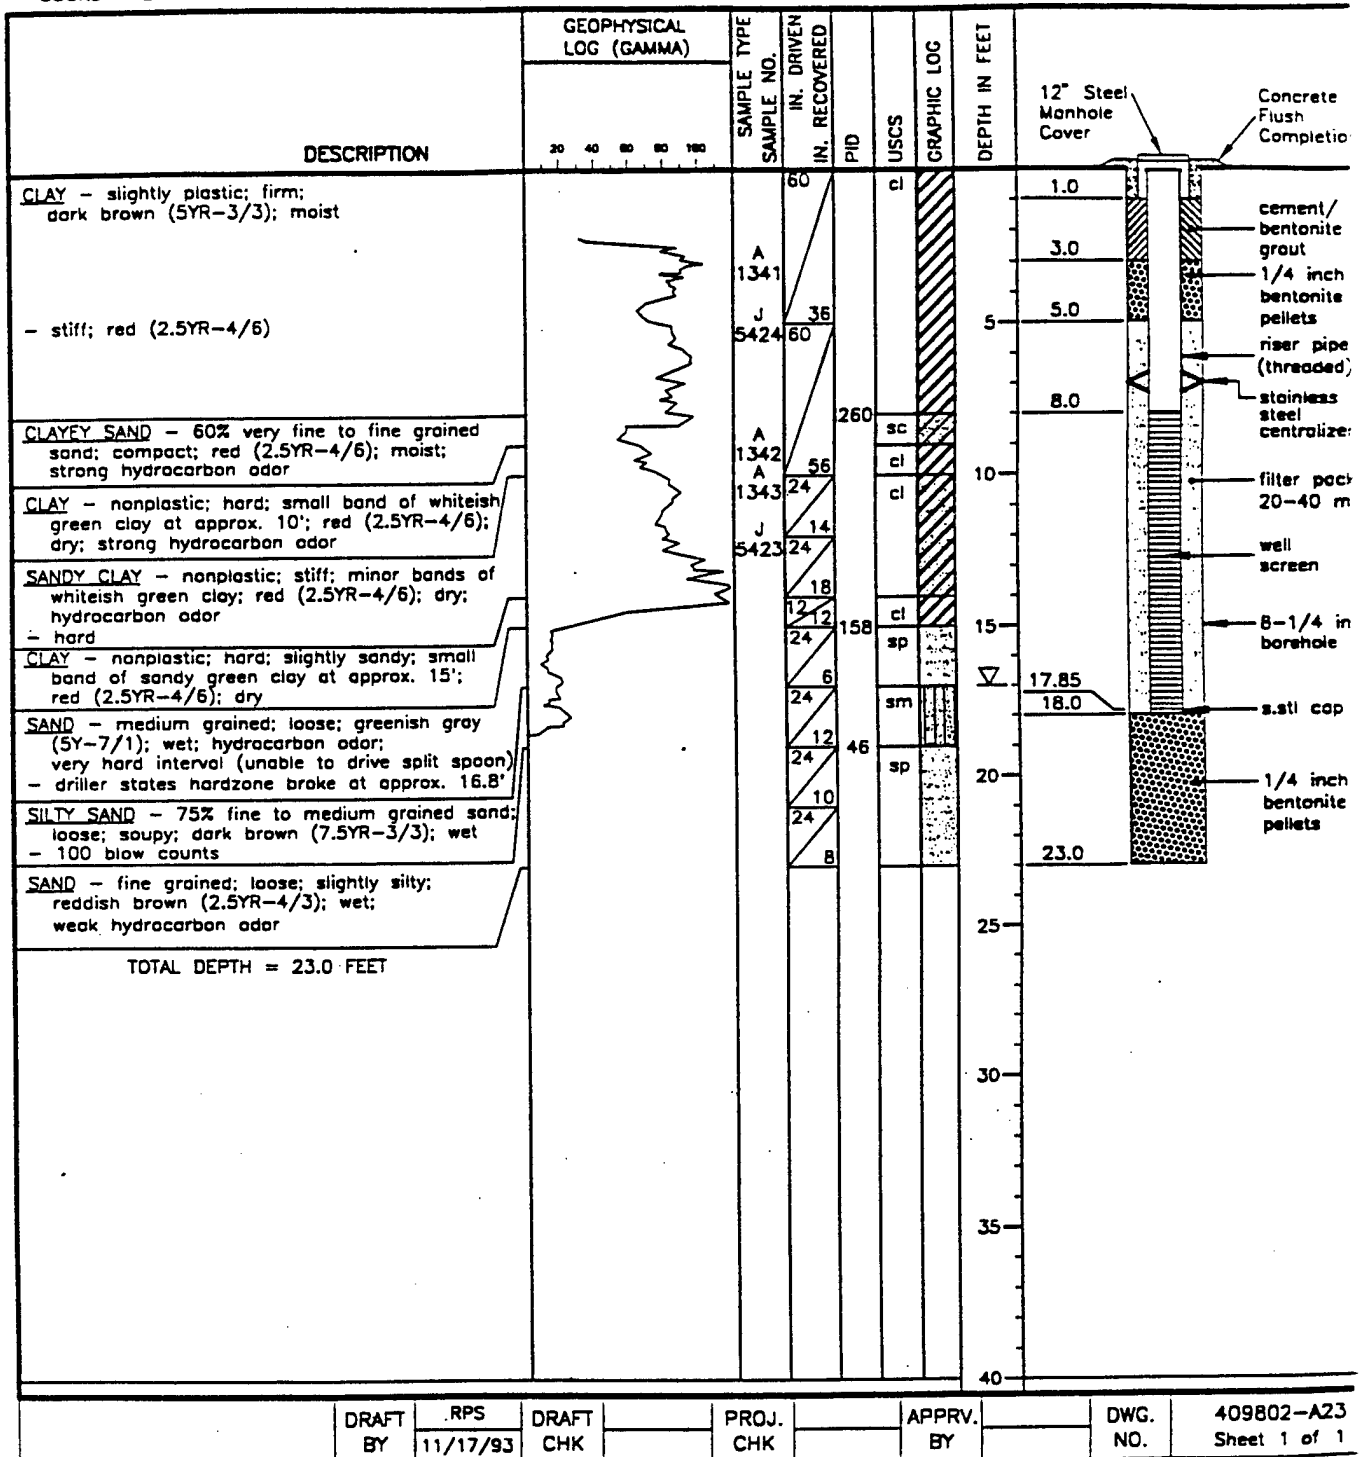 GEOPHYSICAL
LOG (GAMMA)
DESCRIPTION
20 40 60 80 100
SAMPLE TYPE
SAMPLE NO.
IN. DRIVEN
IN. RECOVERED
PID
USCS
GRAPHIC LOG
DEPTH IN FEET
12" Steel
Manhole
Cover
Concrete
Flush
Completio
CLAY – slightly plastic; firm;
dark brown (5YR–3/3); moist
– stiff; red (2.5YR–4/6)
CLAYEY SAND – 60% very fine to fine grained
sand; compact; red (2.5YR–4/6); moist;
strong hydrocarbon odor
CLAY – nonplastic; hard; small band of whiteish
green clay at approx. 10'; red (2.5YR–4/6);
dry; strong hydrocarbon odor
SANDY CLAY – nonplastic; stiff; minor bands of
whiteish green clay; red (2.5YR–4/6); dry;
hydrocarbon odor
– hard
CLAY – nonplastic; hard; slightly sandy; small
band of sandy green clay at approx. 15';
red (2.5YR–4/6); dry
SAND – medium grained; loose; greenish gray
(5Y–7/1); wet; hydrocarbon odor;
very hard interval (unable to drive split spoon)
– driller states hardzone broke at approx. 16.8'
SILTY SAND – 75% fine to medium grained sand;
loose; soupy; dark brown (7.5YR–3/3); wet
– 100 blow counts
SAND – fine grained; loose; slightly silty;
reddish brown (2.5YR–4/3); wet;
weak hydrocarbon odor
TOTAL DEPTH = 23.0 FEET
A
1341
J
5424
A
1342
A
1343
J
5423
60
36
60
56
24
14
24
18
12
12
24
6
24
12
24
10
24
8
260
158
46
cl
sc
cl
cl
cl
sp
sm
sp
5
10
15
20
25
30
35
40
1.0
3.0
5.0
8.0
17.85
18.0
23.0
cement/
bentonite
grout
1/4 inch
bentonite
pellets
riser pipe
(threaded)
stainless
steel
centralizer
filter pack
20–40 m
well
screen
8–1/4 in
borehole
s.stl cap
1/4 inch
bentonite
pellets
DRAFT
BY
RPS
11/17/93
DRAFT
CHK
PROJ.
CHK
APPRV.
BY
DWG.
NO.
409802–A23
Sheet 1 of 1